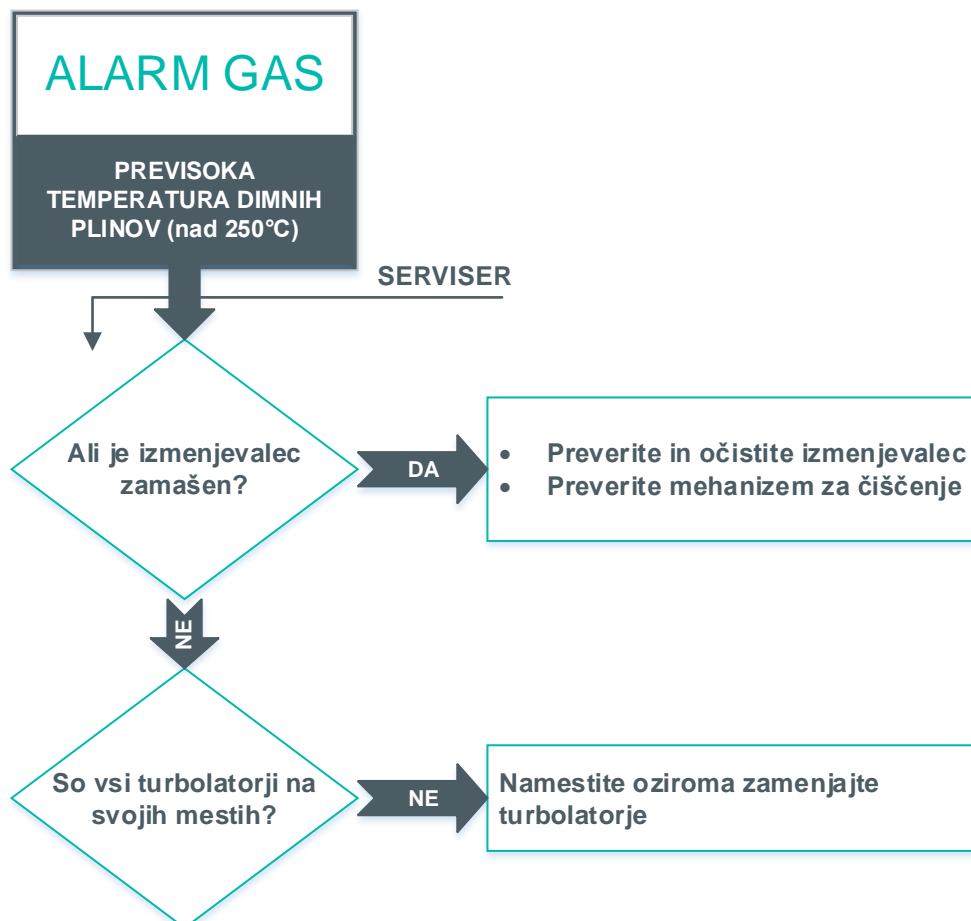 ALARM GAS
PREVISOKA
TEMPERATURA DIMNIH
PLINOV (nad 250°C)
SERVISER
Ali je izmenjevalec
zamašen?
DA
• Preverite in očistite izmenjevalec
• Preverite mehanizem za čiščenje
NE
So vsi turbolatorji na
svojih mestih?
NE
Namestite oziroma zamenjajte
turbolatorje